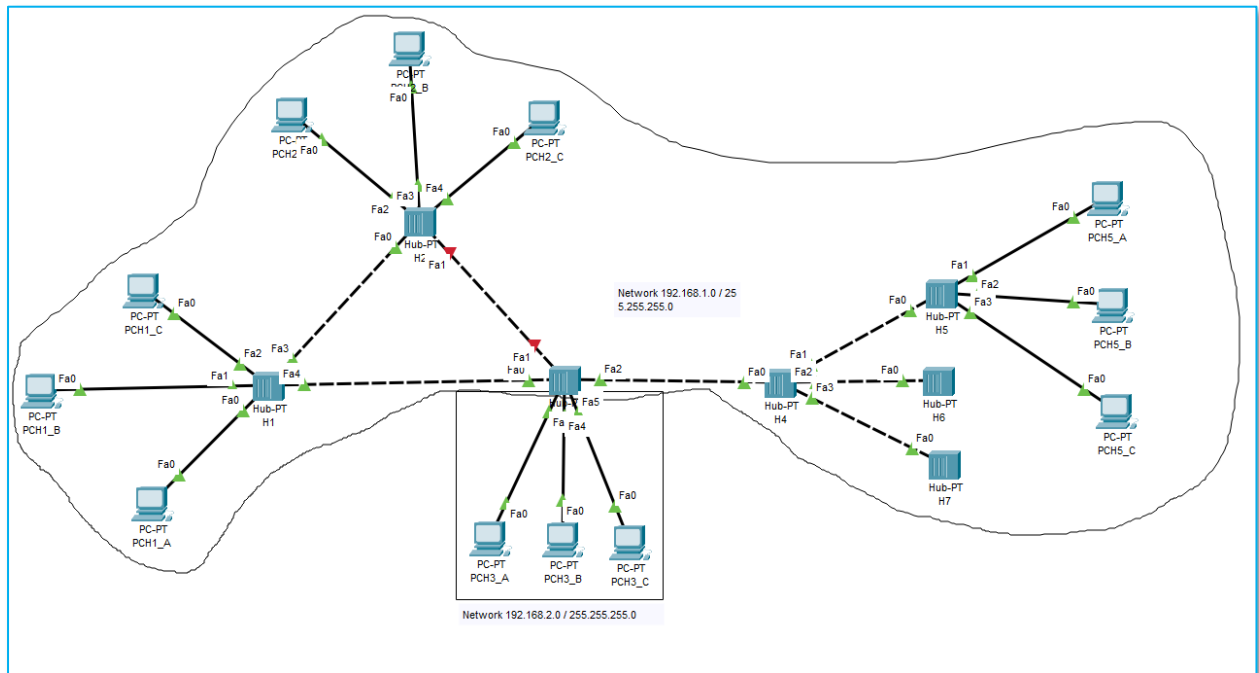 PC-PT
Fa0
PC-PT
Fa0
Fa0
PC-PT
PCH2_C
Fa3
Fa4
Fa2
Fa0
Hub-PT
Fa1
Fa0
PC-PT
PCH1_C
Network 192.168.1.0 / 25
5.255.255.0
Fa0
PC-PT
PCH5_A
Fa1
Fa2
Fa3
Fa0
Fa0
PC-PT
PCH5_B
Hub-PT
H5
Fa3
Fa2
Fa1
Fa4
Fa0
Hub-PT
H1
Fa0
PC-PT
PCH1_B
Fa0
PC-PT
PCH1_A
Fa1
Fa2
Fa5
Fa4
Fa0
Fa1
Fa2
Fa3
Hub-PT
H4
Fa0
Hub-PT
H6
Fa0
Hub-PT
H7
Fa0
PC-PT
PCH5_C
Fa0
PC-PT
PCH3_A
Fa0
PC-PT
PCH3_B
Fa0
PC-PT
PCH3_C
Network 192.168.2.0 / 255.255.255.0